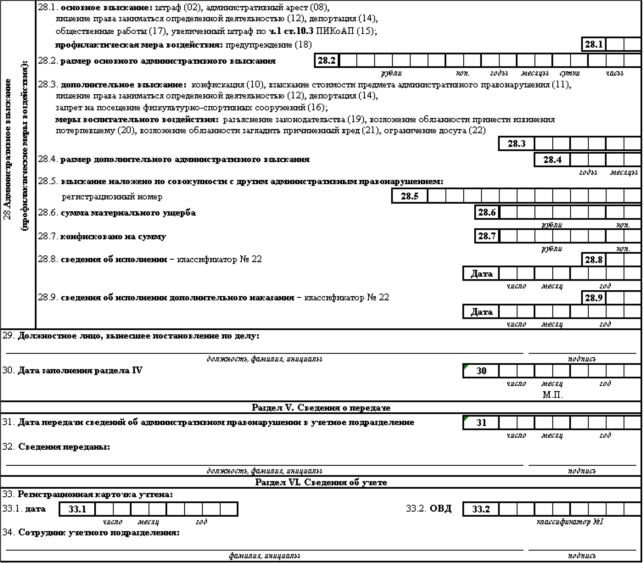 28 Административное взыскание
(профилактические меры воздействия):
28.1. основное взыскание: штраф (02), административный арест (08),
лишение права заниматься определенной деятельностью (12), депортация (14),
общественные работы (17), увеличенный штраф по ч.1 ст.10.3 ПИКоАП (15);
профилактическая мера воздействия: предупреждение (18) 28.1
28.2. размер основного административного взыскания 28.2
рубли коп. годы месяцы сутки часы
28.3. дополнительное взыскание: конфискация (10), взыскание стоимости предмета административного правонарушения (11),
лишение права заниматься определенной деятельностью (12), депортация (14),
запрет на посещение физкультурно-спортивных сооружений (16);
меры воспитательного воздействия: разъяснение законодательства (19), возложение обязанности принести извинения
потерпевшему (20), возложение обязанности загладить причиненный вред (21), ограничение досуга (22)
28.3
28.4. размер дополнительного административного взыскания 28.4
годы месяцы
28.5. взыскание наложено по совокупности с другим административным правонарушением:
регистрационный номер 28.5
28.6. сумма материального ущерба 28.6
рубли коп.
28.7. конфисковано на сумму 28.7
рубли коп.
28.8. сведения об исполнении – классификатор № 22 28.8
Дата
число месяц год
28.9. сведения об исполнении дополнительного наказания – классификатор № 22 28.9
Дата
число месяц год
29. Должностное лицо, вынесшее постановление по делу:
должность, фамилия, инициалы подпись
30. Дата заполнения раздела IV 30
число месяц год
М.П.
Раздел V. Сведения о передаче
31. Дата передачи сведений об административном правонарушении в учетное подразделение 31
число месяц год
32. Сведения переданы:
должность, фамилия, инициалы подпись
Раздел VI. Сведения об учете
33. Регистрационная карточка учтена:
33.1. дата 33.1 33.2. ОВД 33.2
число месяц год классификатор №1
34. Сотрудник учетного подразделения:
фамилия, инициалы подпись